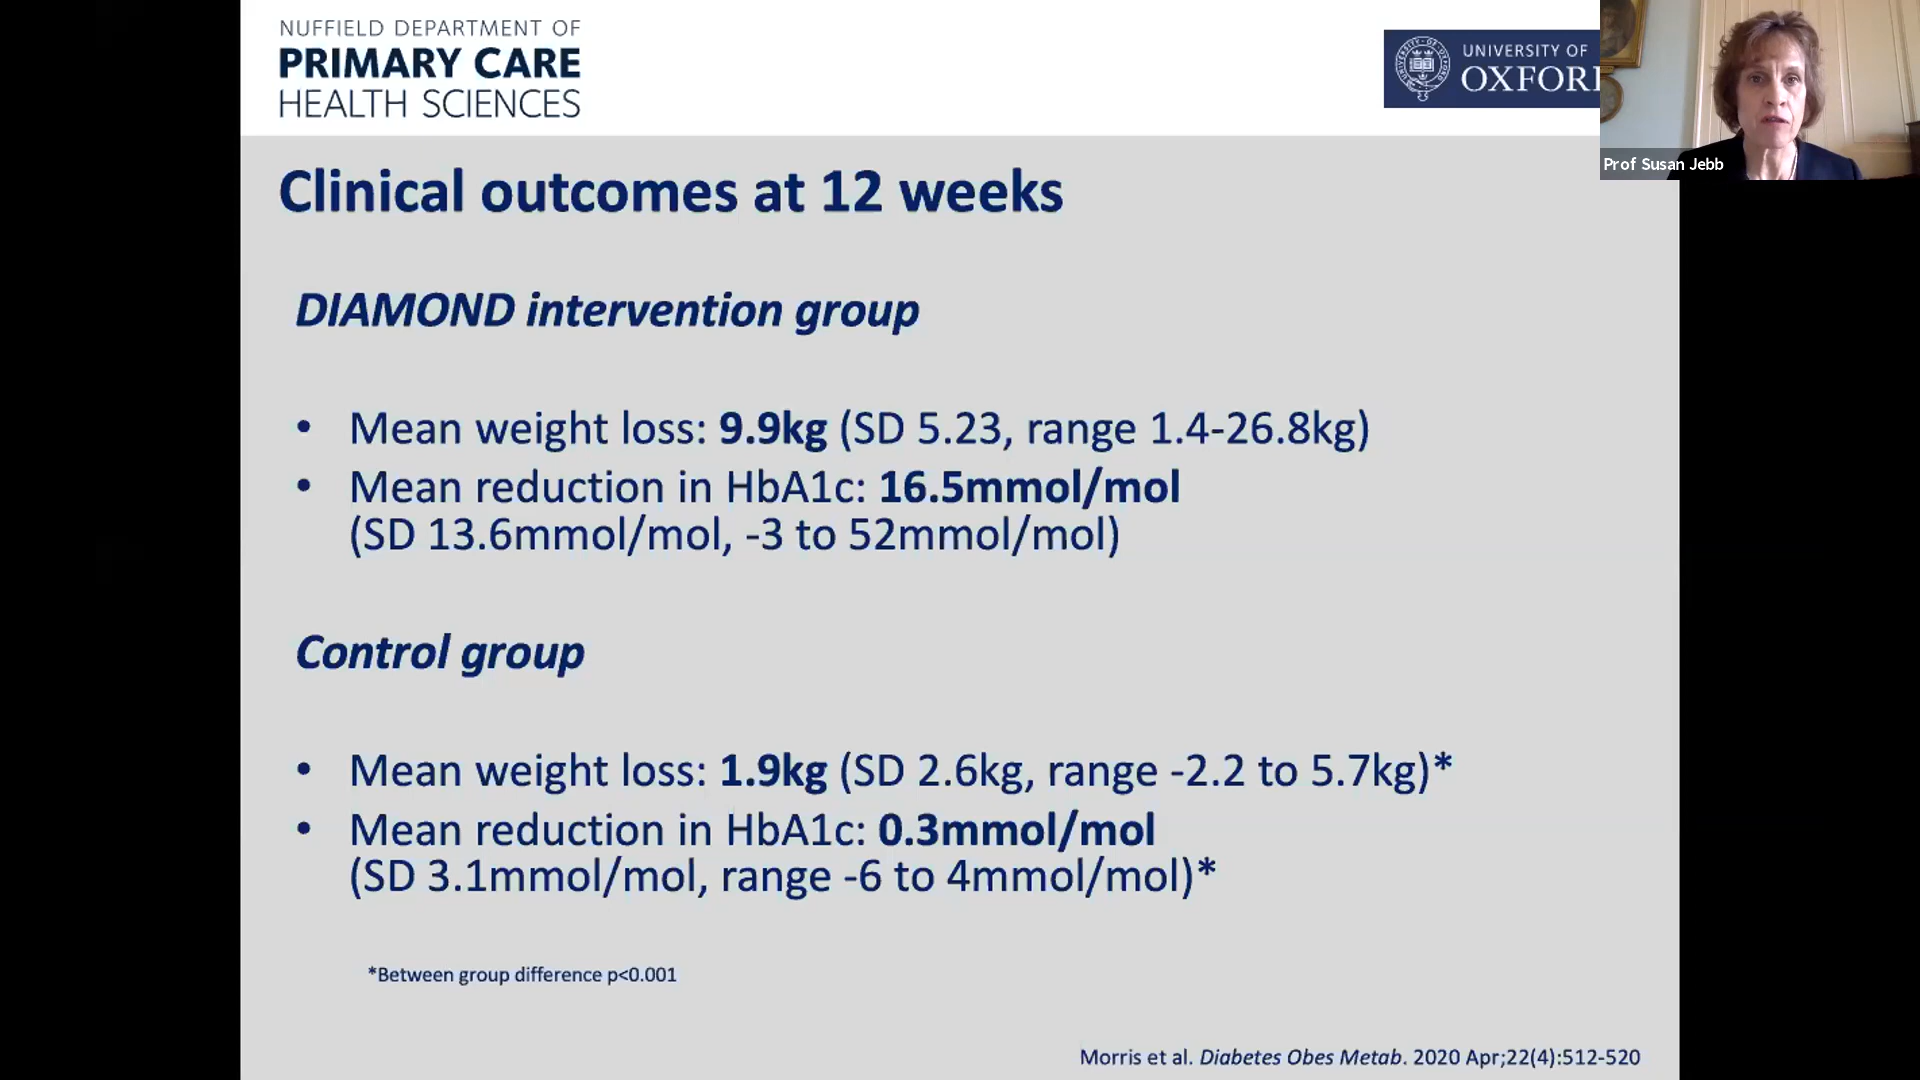 NUFFIELD DEPARTMENT OF
PRIMARY CARE
HEALTH SCIENCES
UNIVERSITY OF
OXFOR
Prof Susan Jebb
Clinical outcomes at 12 weeks
DIAMOND intervention group
• Mean weight loss: 9.9kg (SD 5.23, range 1.4-26.8kg)
• Mean reduction in HbA1c: 16.5mmol/mol
(SD 13.6mmol/mol, -3 to 52mmol/mol)
Control group
• Mean weight loss: 1.9kg (SD 2.6kg, range -2.2 to 5.7kg)*
• Mean reduction in HbA1c: 0.3mmol/mol
(SD 3.1mmol/mol, range -6 to 4mmol/mol)*
*Between group difference p<0.001
Morris et al. Diabetes Obes Metab. 2020 Apr;22(4):512-520